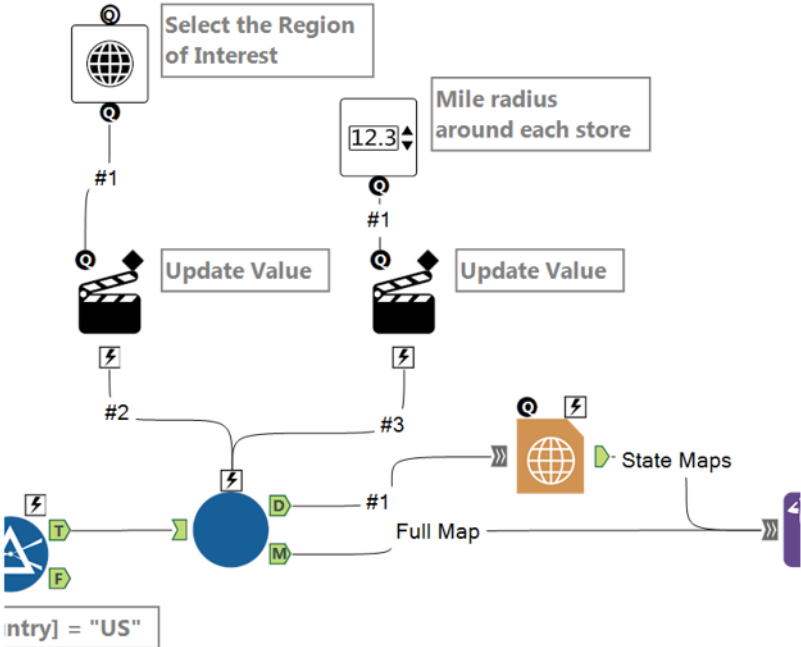 Q
Select the Region
of Interest
Q
#1
Mile radius
around each store
12.3
Q
#1
Q
Update Value
Q
Update Value
#2
#3
Q
#1
State Maps
T
D
Full Map
M
F
ntry] = "US"